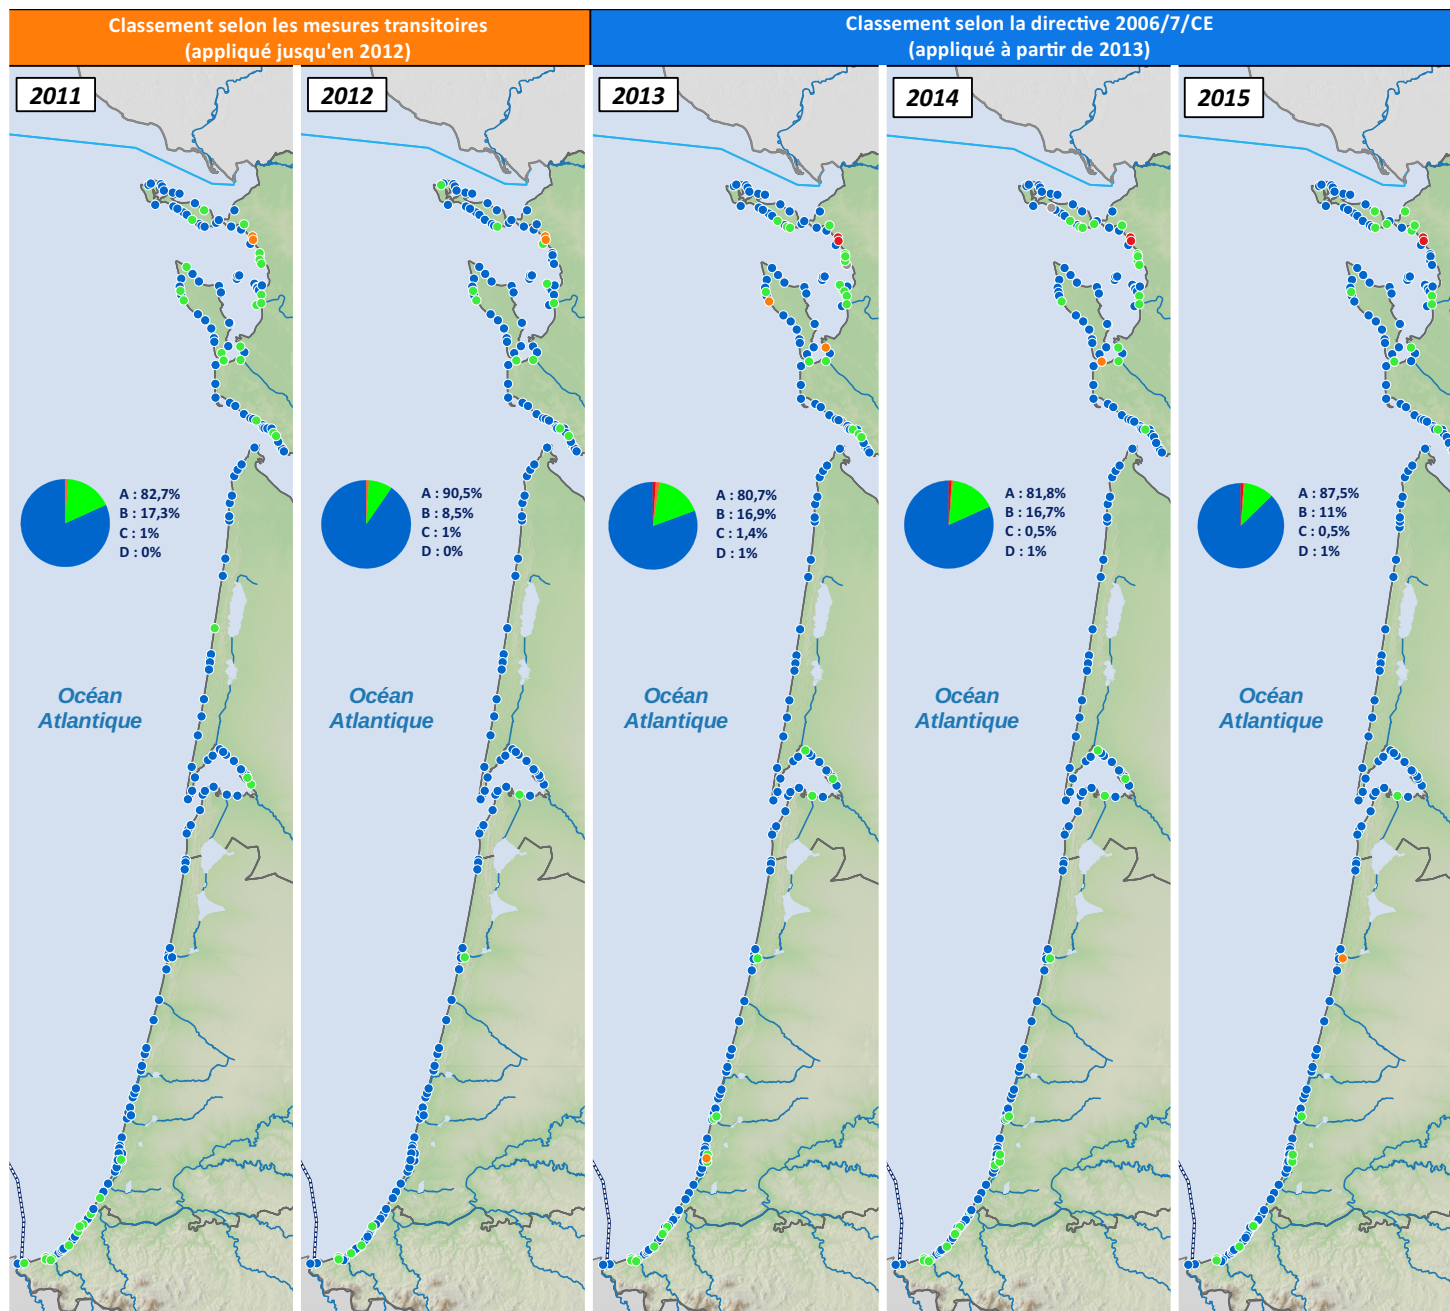 Classement selon les mesures transitoires
(appliqué jusqu'en 2012)
Classement selon la directive 2006/7/CE
(appliqué à partir de 2013)
2011
2012
2013
2014
2015
A : 82,7%
B : 17,3%
C : 1%
D : 0%
A : 90,5%
B : 8,5%
C : 1%
D : 0%
A : 80,7%
B : 16,9%
C : 1,4%
D : 1%
A : 81,8%
B : 16,7%
C : 0,5%
D : 1%
A : 87,5%
B : 11%
C : 0,5%
D : 1%
Océan
Atlantique
Océan
Atlantique
Océan
Atlantique
Océan
Atlantique
Océan
Atlantique